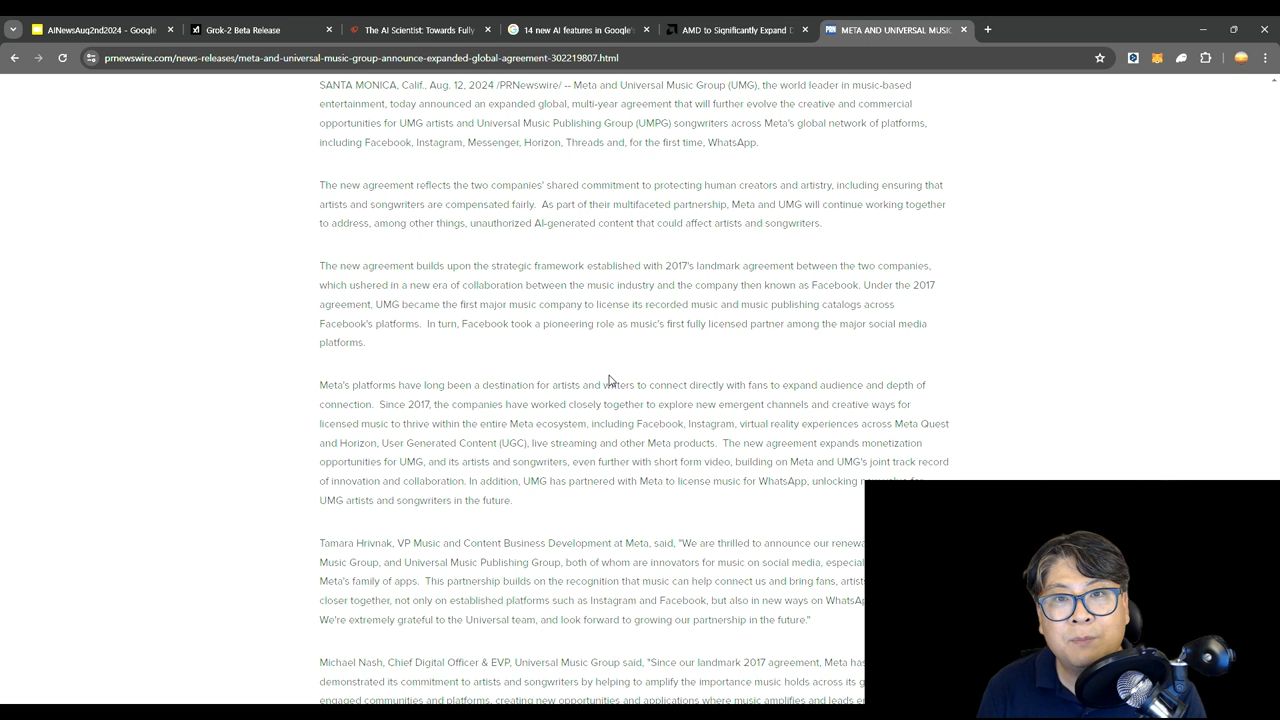 AINewsAug2nd2024 - Google
Grok-2 Beta Release
The AI Scientist: Towards Fully
14 new AI features in Google's
AMD to Significantly Expand D
META AND UNIVERSAL MUSIC
prnewswire.com/news-releases/meta-and-universal-music-group-announce-expanded-global-agreement-302219807.html
SANTA MONICA, Calif., Aug. 12, 2024 /PRNewswire/ -- Meta and Universal Music Group (UMG), the world leader in music-based
entertainment, today announced an expanded global, multi-year agreement that will further evolve the creative and commercial
opportunities for UMG artists and Universal Music Publishing Group (UMPG) songwriters across Meta's global network of platforms,
including Facebook, Instagram, Messenger, Horizon, Threads and, for the first time, WhatsApp.
The new agreement reflects the two companies' shared commitment to protecting human creators and artistry, including ensuring that
artists and songwriters are compensated fairly. As part of their multifaceted partnership, Meta and UMG will continue working together
to address, among other things, unauthorized AI-generated content that could affect artists and songwriters.
The new agreement builds upon the strategic framework established with 2017's landmark agreement between the two companies,
which ushered in a new era of collaboration between the music industry and the company then known as Facebook. Under the 2017
agreement, UMG became the first major music company to license its recorded music and music publishing catalogs across
Facebook's platforms. In turn, Facebook took a pioneering role as music's first fully licensed partner among the major social media
platforms.
Meta's platforms have long been a destination for artists and writers to connect directly with fans to expand audience and depth of
connection. Since 2017, the companies have worked closely together to explore new emergent channels and creative ways for
licensed music to thrive within the entire Meta ecosystem, including Facebook, Instagram, virtual reality experiences across Meta Quest
and Horizon, User Generated Content (UGC), live streaming and other Meta products. The new agreement expands monetization
opportunities for UMG, and its artists and songwriters, even further with short form video, building on Meta and UMG's joint track record
of innovation and collaboration. In addition, UMG has partnered with Meta to license music for WhatsApp, unlocking
UMG artists and songwriters in the future.
Tamara Hrivnak, VP Music and Content Business Development at Meta, said, "We are thrilled to announce our
Music Group, and Universal Music Publishing Group, both of whom are innovators for music on social media,
Meta's family of apps. This partnership builds on the recognition that music can help connect us and bring fans,
closer together, not only on established platforms such as Instagram and Facebook, but also in new ways on
We're extremely grateful to the Universal team, and look forward to growing our partnership in the future."
Michael Nash, Chief Digital Officer & EVP, Universal Music Group said, "Since our landmark 2017 agreement, Meta has
demonstrated its commitment to artists and songwriters by helping to amplify the importance music holds across its
engaged communities and platforms, creating new opportunities and applications where music amplifies and leads